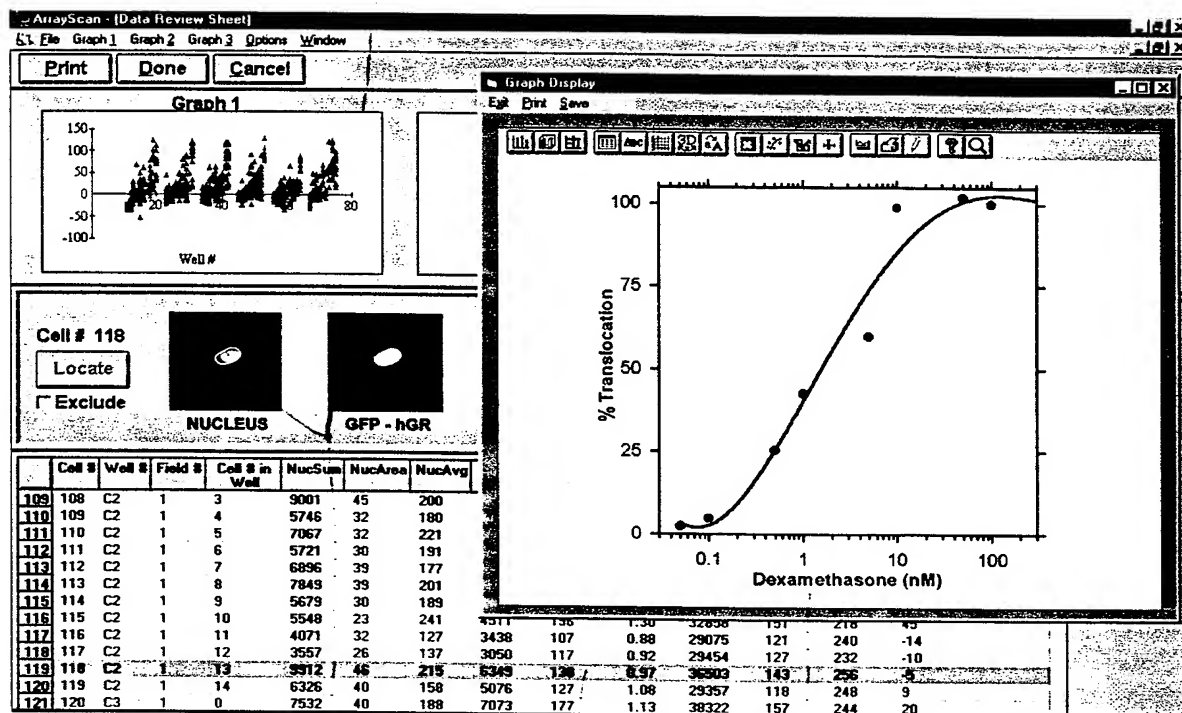 ArrayScan - [Data Review Sheet]
File Graph 1 Graph 2 Graph 3 Options Window
Print Done Cancel
Graph 1
150
100
50
0
-50
-100
20 40 80
Well #
Graph Display
Exit Print Save
ABC 3D
% Translocation
100
75
50
25
0
0.1 1 10 100
Dexamethasone (nM)
Cell # 118
Locate
Exclude
NUCLEUS GFP - hGR
Cell # Well # Field # Cell # in Well NucSum NucArea NucAvg
109 108 C2 1 3 9001 45 200
110 109 C2 1 4 5746 32 180
111 110 C2 1 5 7067 32 221
112 111 C2 1 6 5721 30 191
113 112 C2 1 7 6896 39 177
114 113 C2 1 8 7849 39 201
115 114 C2 1 9 5679 30 189
116 115 C2 1 10 5548 23 241 4511 1.30 32858 151 218 45
117 116 C2 1 11 4071 32 127 3438 107 0.88 29075 121 240 -14
118 117 C2 1 12 3557 26 137 3050 117 0.92 29454 127 232 -10
119 118 C2 1 13 9912 46 215 6349 138 0.97 36503 143 256 -5
120 119 C2 1 14 6326 40 158 5076 127 1.08 29357 118 248 9
121 120 C3 1 0 7532 40 188 7073 177 1.13 38322 157 244 20